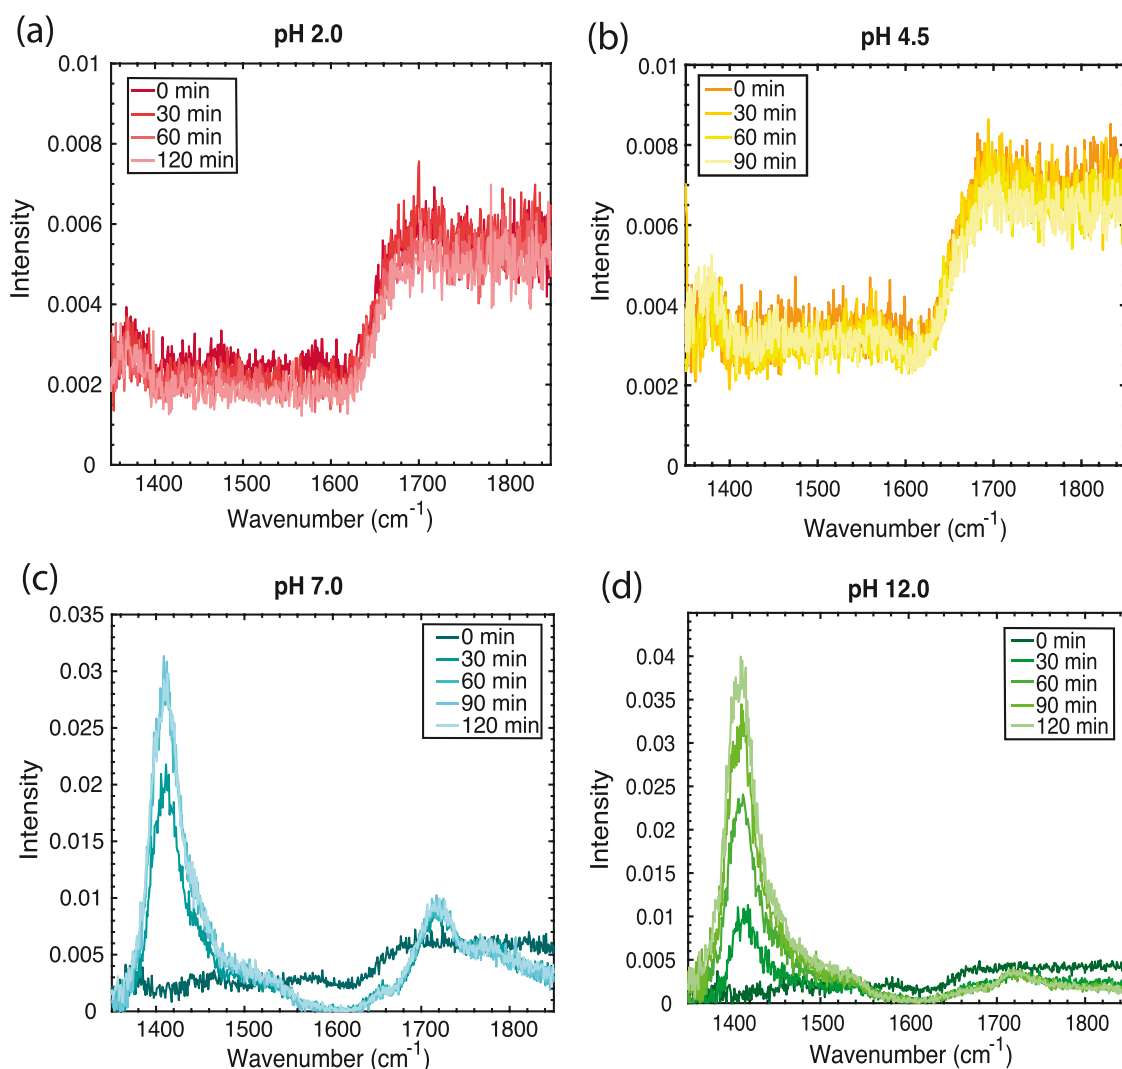 (a)
pH 2.0
0.01
0.008
0.006
0.004
0.002
0
Intensity
0 min
30 min
60 min
120 min
1400
1500
1600
1700
1800
Wavenumber (cm-1)
(b)
pH 4.5
0.01
0.008
0.006
0.004
0.002
0
Intensity
0 min
30 min
60 min
90 min
1400
1500
1600
1700
1800
Wavenumber (cm-1)
(c)
pH 7.0
0.035
0.03
0.025
0.02
0.015
0.01
0.005
0
Intensity
0 min
30 min
60 min
90 min
120 min
1400
1500
1600
1700
1800
Wavenumber (cm-1)
(d)
pH 12.0
0.04
0.035
0.03
0.025
0.02
0.015
0.01
0.005
0
Intensity
0 min
30 min
60 min
90 min
120 min
1400
1500
1600
1700
1800
Wavenumber (cm-1)